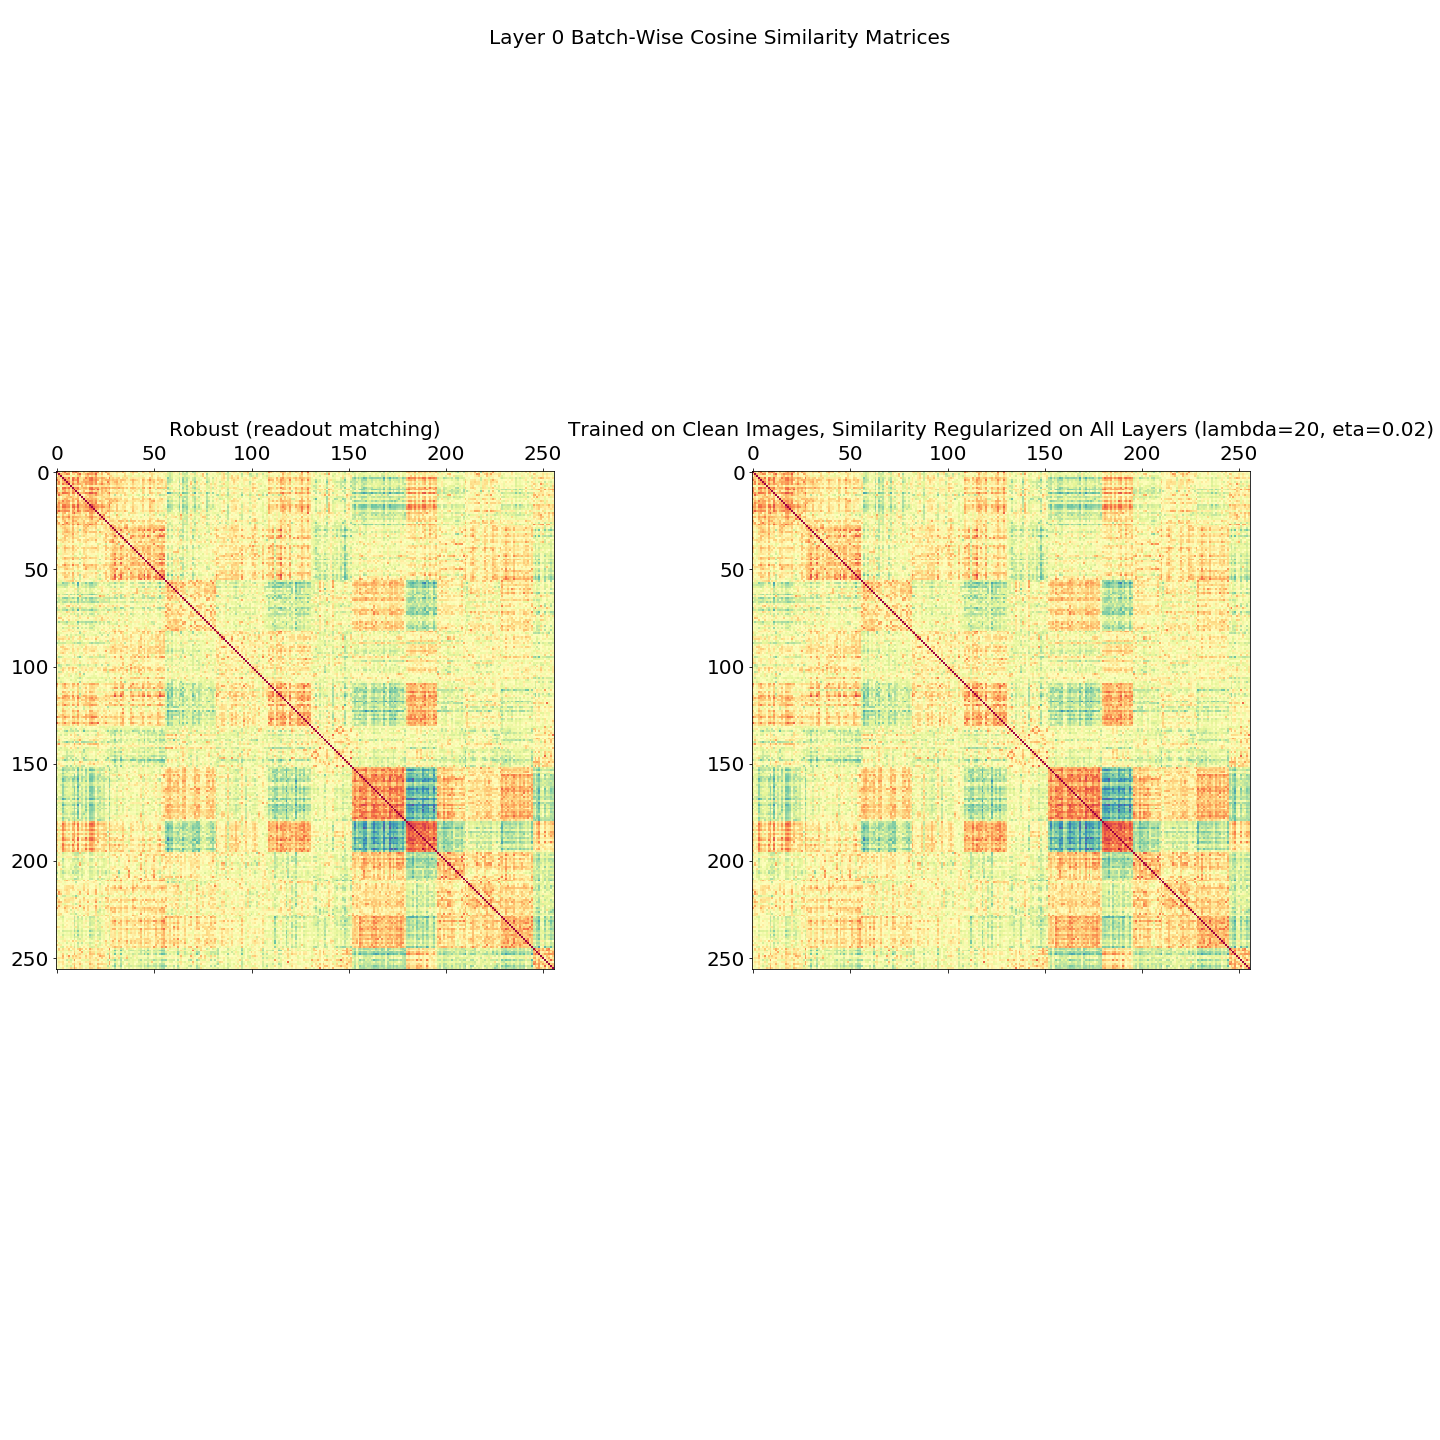 Layer 0 Batch-Wise Cosine Similarity Matrices
Robust (readout matching)
0 50 100 150 200 250
0
50
100
150
200
250
Trained on Clean Images, Similarity Regularized on All Layers (lambda=20, eta=0.02)
0 50 100 150 200 250
0
50
100
150
200
250